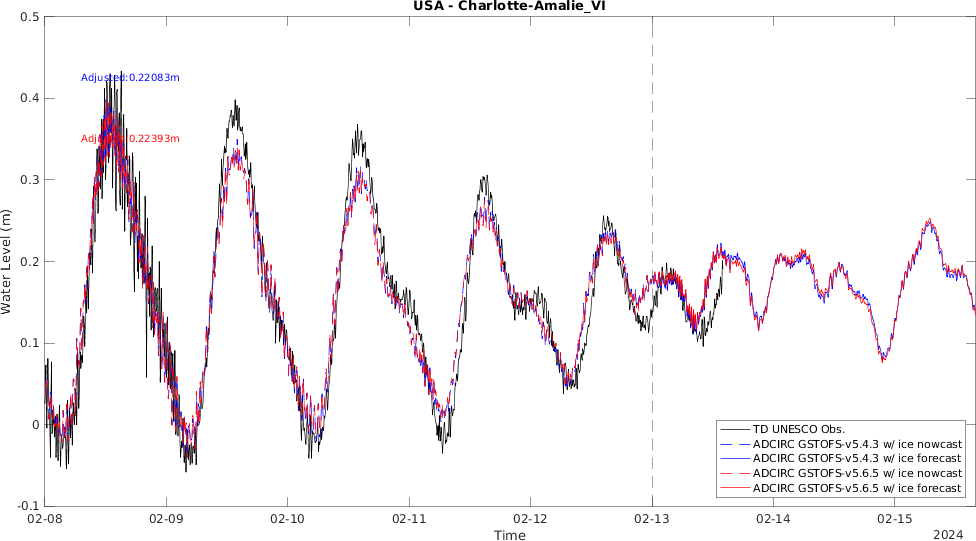 USA - Charlotte-Amalie_VI
0.5
0.4
0.3
0.2
0.1
0
-0.1
Water Level (m)
Adjusted:0.22083m
Adjusted:0.22393m
TD UNESCO Obs.
ADCIRC GSTOFS-v5.4.3 w/ ice nowcast
ADCIRC GSTOFS-v5.4.3 w/ ice forecast
ADCIRC GSTOFS-v5.6.5 w/ ice nowcast
ADCIRC GSTOFS-v5.6.5 w/ ice forecast
02-08 02-09 02-10 02-11 02-12 02-13 02-14 02-15
Time
2024